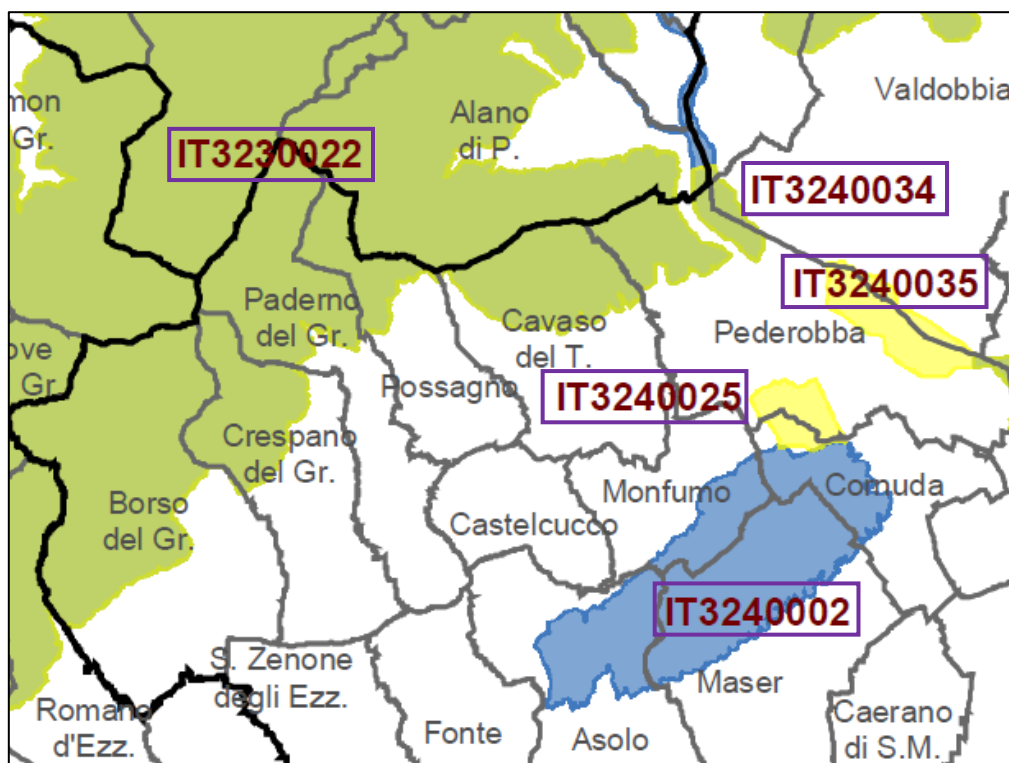 Valdobbia
mon
Gr.
Alano
di P.
IT3230022
IT3240034
IT3240035
Paderno
del Gr.
Cavaso
del T.
Pederobba
ove
Gr.
Possagno
IT3240025
Crespano
del Gr.
Monfumo
Cornuda
Borso
del Gr.
Castelcucco
IT3240002
S. Zenone
degli Ezz.
Maser
Romano
d'Ezz.
Fonte
Asolo
Caerano
di S.M.